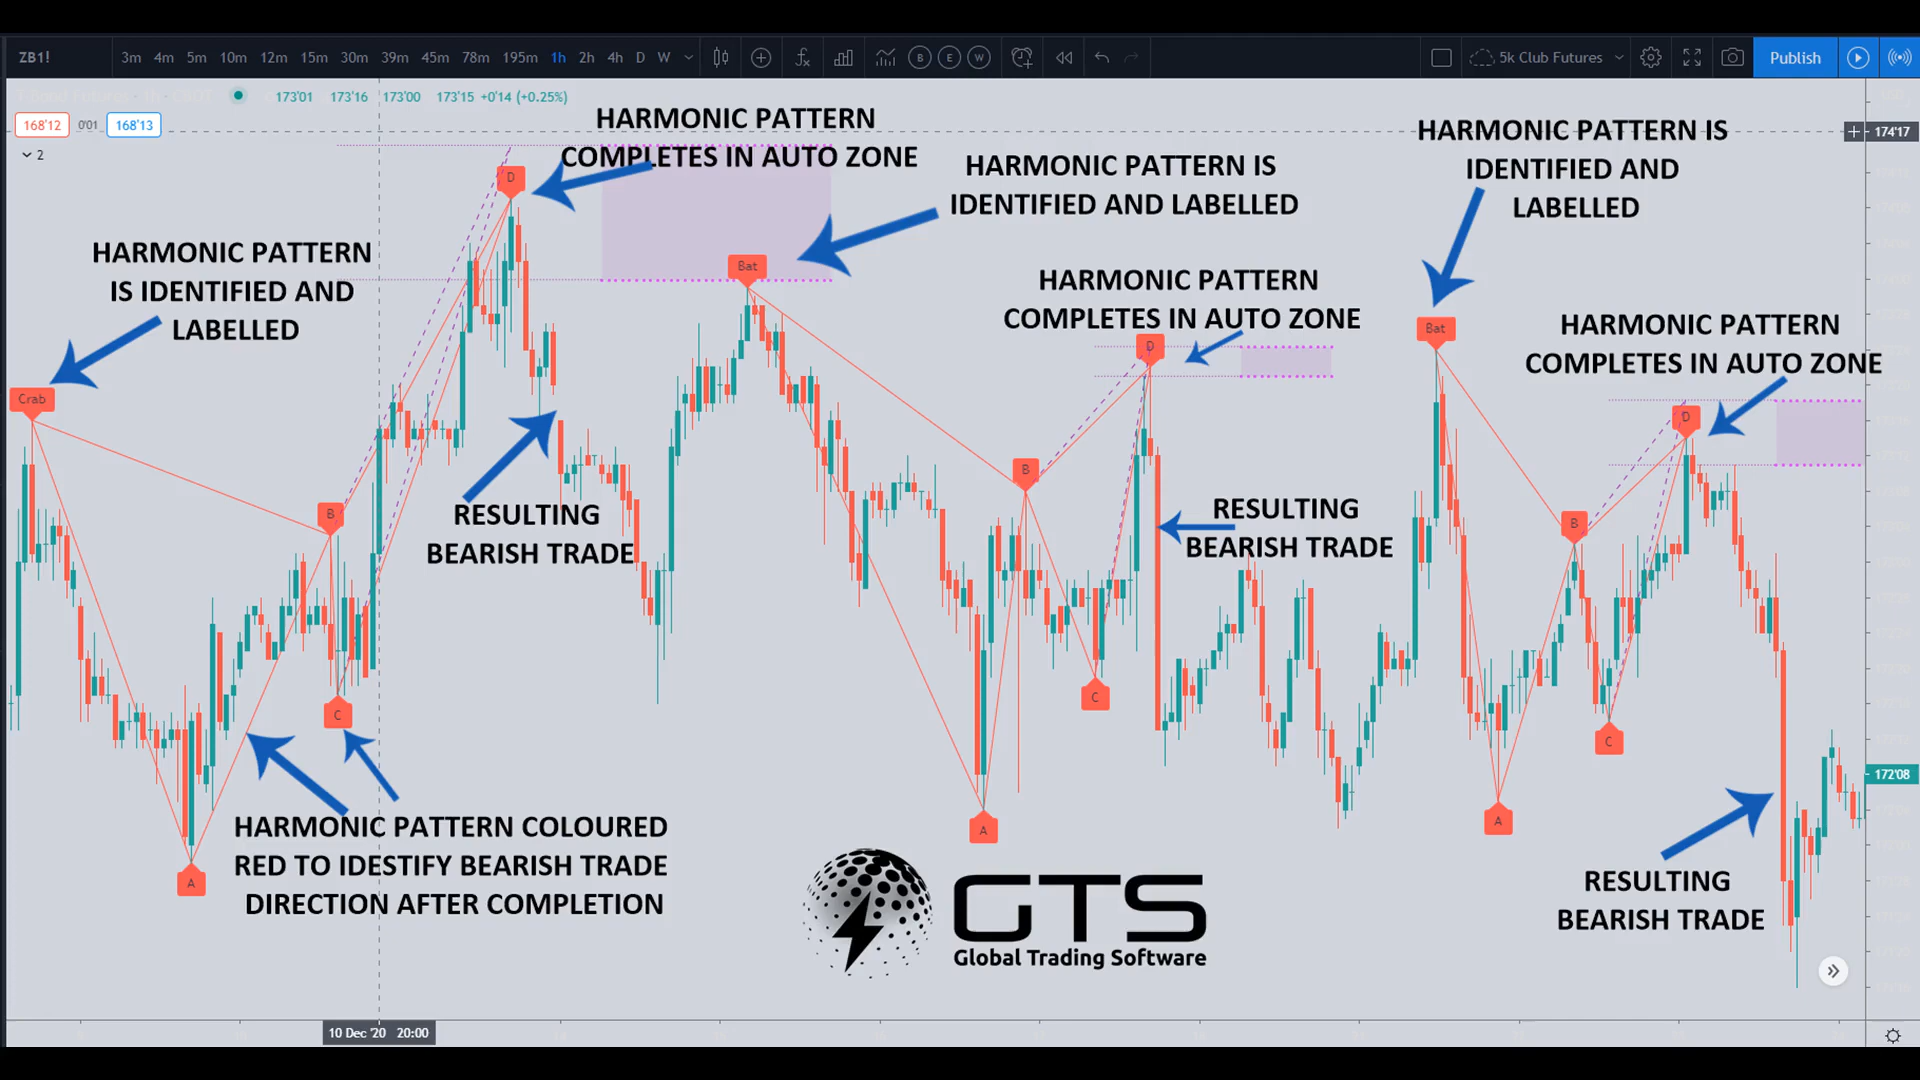 ZB1! 3m 4m 5m 10m 12m 15m 30m 39m 45m 78m 195m 1h 2h 4h D W B E W 5k Club Futures Publish
173'01 173'16 173'00 173'15 +0'14 (+0.25%)
168'12 0'01 168'13
174'17
2
HARMONIC PATTERN
COMPLETES IN AUTO ZONE
HARMONIC PATTERN IS
IDENTIFIED AND LABELLED
HARMONIC PATTERN IS
IDENTIFIED AND
LABELLED
HARMONIC PATTERN
IS IDENTIFIED AND
LABELLED
HARMONIC PATTERN
COMPLETES IN AUTO ZONE
HARMONIC PATTERN
COMPLETES IN AUTO ZONE
D
Bat
Bat
D
Crab
D
B
B
B
RESULTING
BEARISH TRADE
RESULTING
BEARISH TRADE
C
C
C
172'08
A
A
A
HARMONIC PATTERN COLOURED
RED TO IDESTIFY BEARISH TRADE
DIRECTION AFTER COMPLETION
GTS
Global Trading Software
RESULTING
BEARISH TRADE
10 Dec '20 20:00